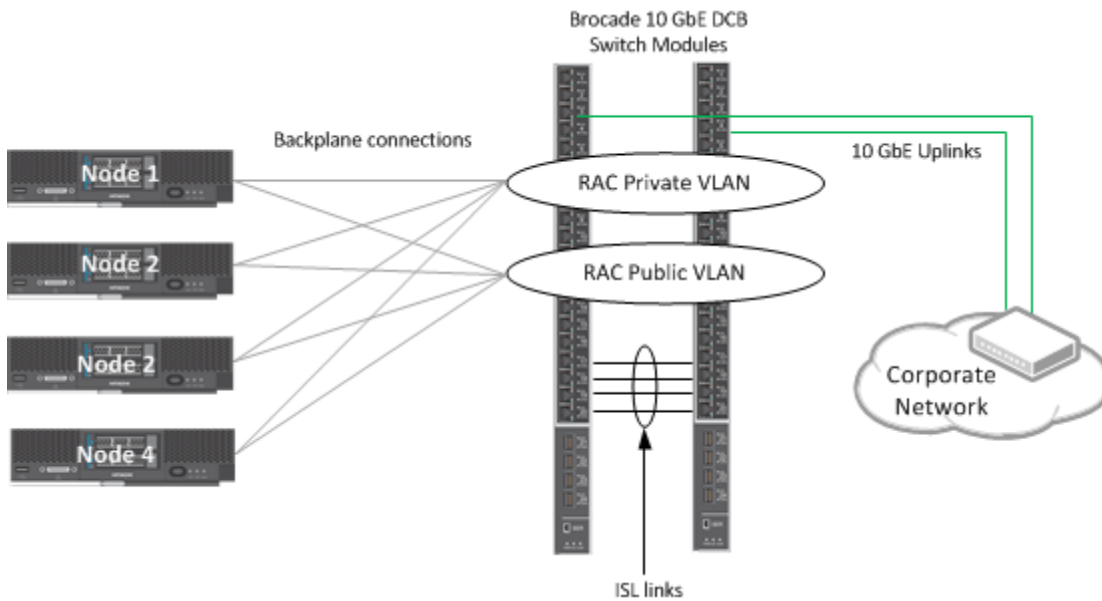 Brocade 10 GbE DCB
Switch Modules
Backplane connections
10 GbE Uplinks
Node 1
RAC Private VLAN
Node 2
RAC Public VLAN
Node 2
Corporate
Network
Node 4
ISL links